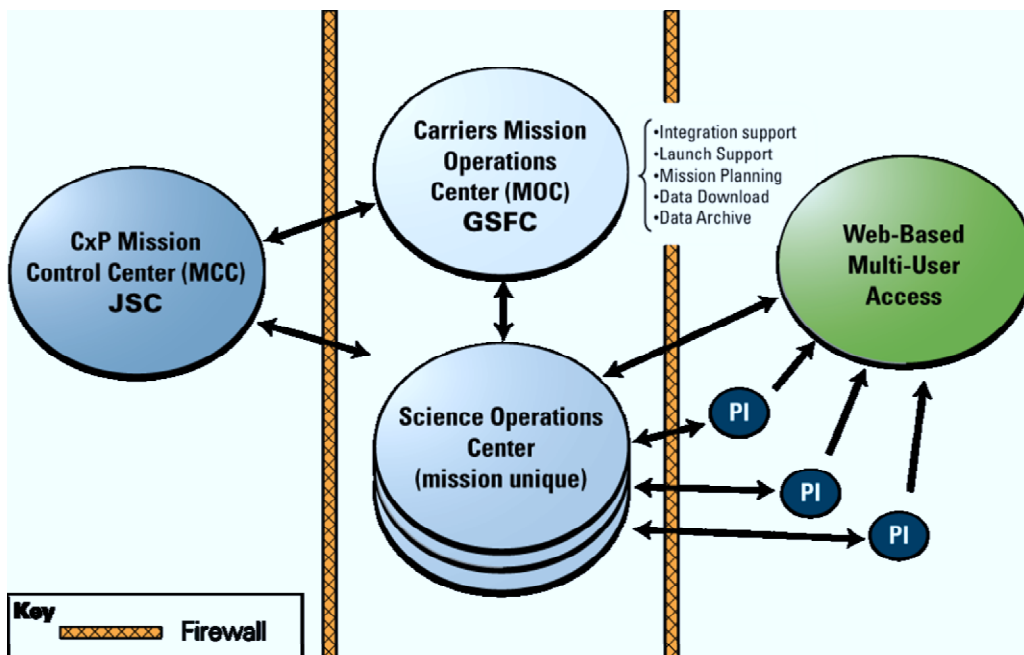 CxP Mission
Control Center (MCC)
JSC
Carriers Mission
Operations
Center (MOC)
GSFC
•Integration support
•Launch Support
•Mission Planning
•Data Download
•Data Archive
Web-Based
Multi-User
Access
Science Operations
Center
(mission unique)
PI
PI
PI
Key
Firewall